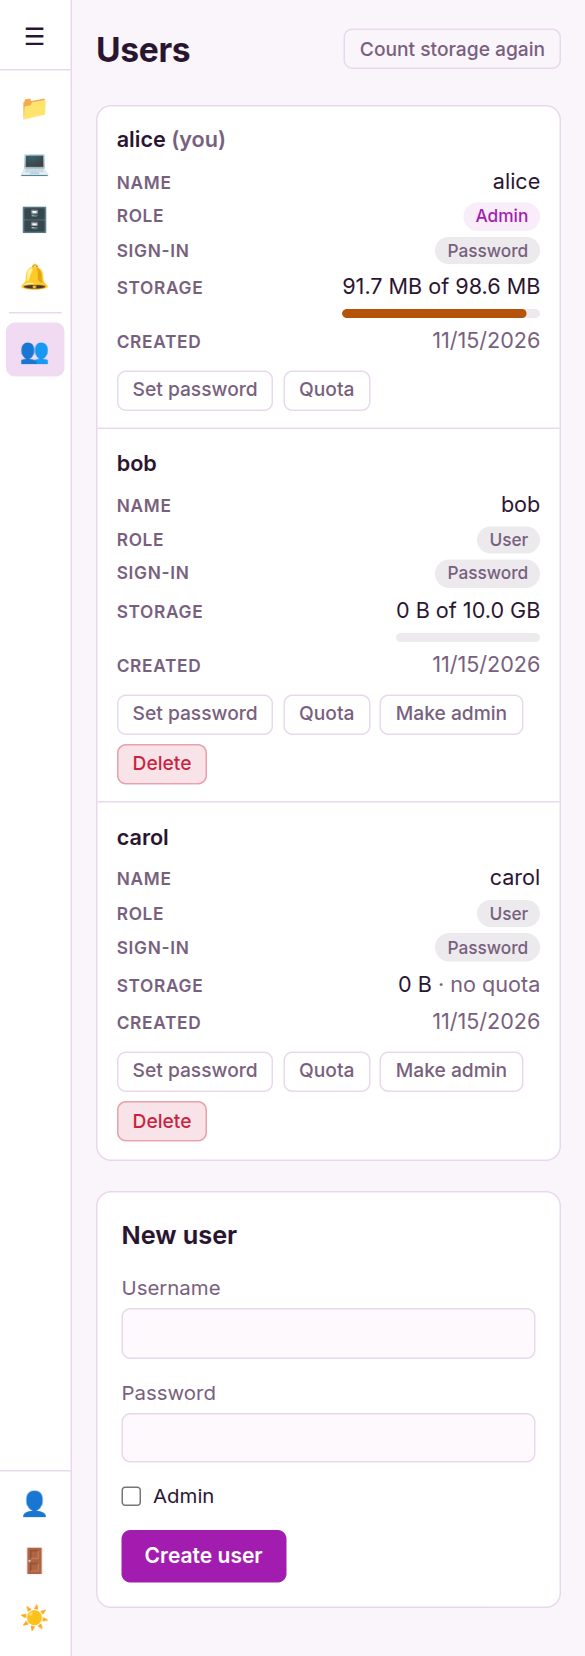 Users
Count storage again
alice (you)
NAME alice
ROLE Admin
SIGN-IN Password
STORAGE 91.7 MB of 98.6 MB
CREATED 11/15/2026
Set password Quota
bob
NAME bob
ROLE User
SIGN-IN Password
STORAGE 0 B of 10.0 GB
CREATED 11/15/2026
Set password Quota Make admin
Delete
carol
NAME carol
ROLE User
SIGN-IN Password
STORAGE 0 B · no quota
CREATED 11/15/2026
Set password Quota Make admin
Delete
New user
Username
Password
Admin
Create user